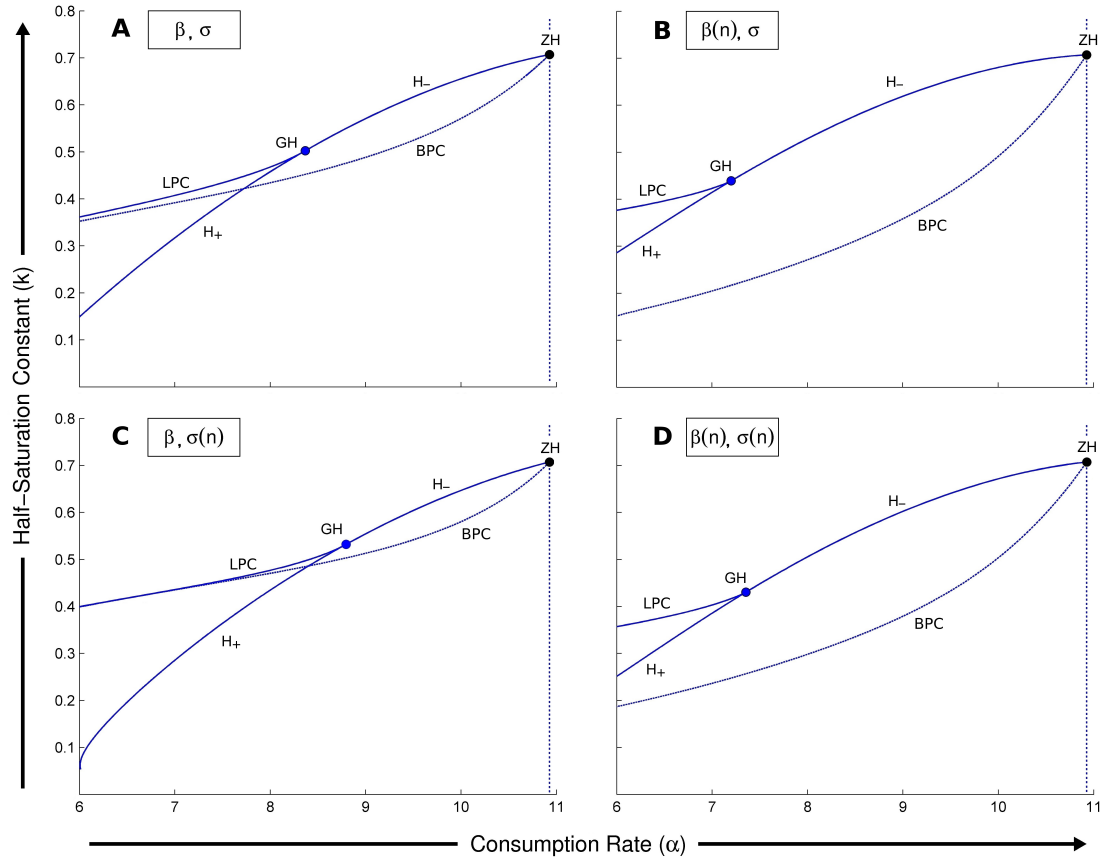 A
β, σ
0.8
0.7
0.6
0.5
0.4
0.3
0.2
0.1
ZH
H−
GH
LPC
BPC
H+
B
β(n), σ
ZH
H−
GH
LPC
BPC
H+
C
β, σ(n)
0.8
0.7
0.6
0.5
0.4
0.3
0.2
0.1
ZH
H−
GH
BPC
LPC
H+
6 7 8 9 10 11
D
β(n), σ(n)
ZH
H−
GH
LPC
BPC
H+
6 7 8 9 10 11
Half−Saturation Constant (k)
Consumption Rate (α)